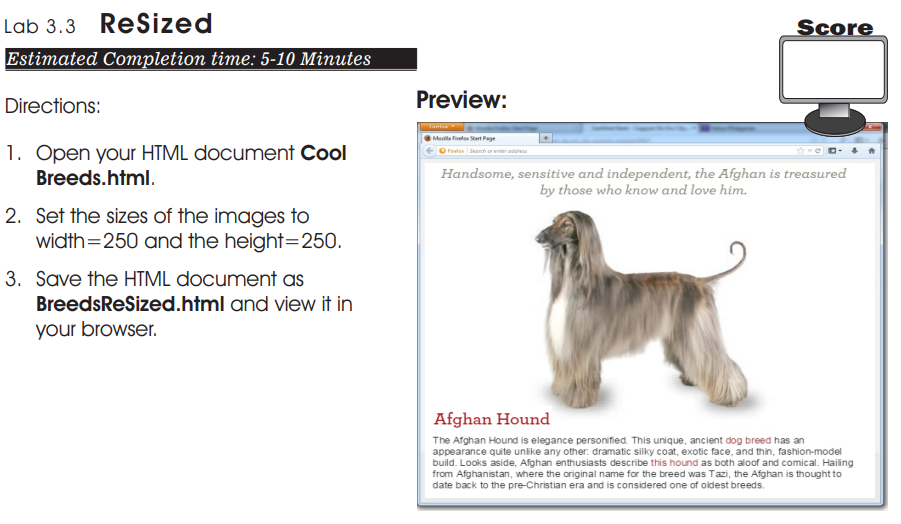 Lab 3.3 ReSized
Score
Estimated Completion time: 5-10 Minutes
Directions:
1. Open your HTML document Cool
Breeds.html.
2. Set the sizes of the images to
width=250 and the height=250.
3. Save the HTML document as
BreedsReSized.html and view it in
your browser.
Preview:
Firefox
Mozilla Firefox Start Page
Firefox Search or enter address
Handsome, sensitive and independent, the Afghan is treasured
by those who know and love him.
Afghan Hound
The Afghan Hound is elegance personified. This unique, ancient dog breed has an
appearance quite unlike any other: dramatic silky coat, exotic face, and thin, fashion-model
build. Looks aside, Afghan enthusiasts describe this hound as both aloof and comical. Hailing
from Afghanistan, where the original name for the breed was Tazi, the Afghan is thought to
date back to the pre-Christian era and is considered one of oldest breeds.